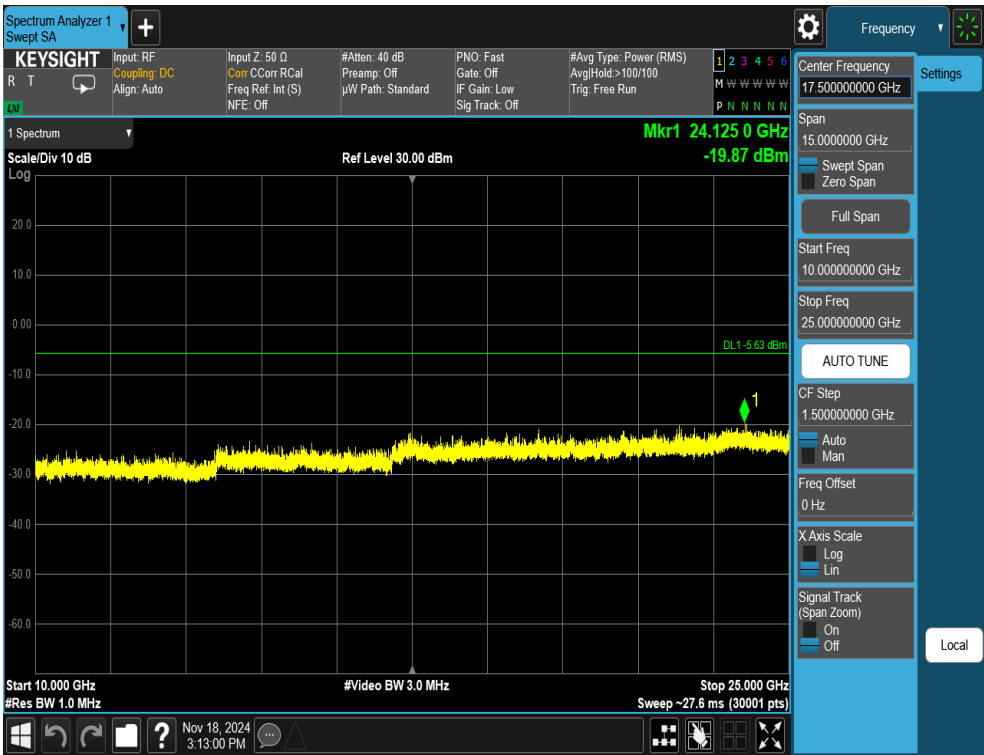 Spectrum Analyzer 1
Swept SA
Frequency
KEYSIGHT
R T
LXI
Input: RF
Coupling: DC
Align: Auto
Input Z: 50 Ω
Corr CCorr RCal
Freq Ref: Int (S)
NFE: Off
#Atten: 40 dB
Preamp: Off
µW Path: Standard
PNO: Fast
Gate: Off
IF Gain: Low
Sig Track: Off
#Avg Type: Power (RMS)
Avg|Hold:>100/100
Trig: Free Run
1 2 3 4 5 6
M W W W W W
P N N N N N
1 Spectrum
Mkr1 24.125 0 GHz
Scale/Div 10 dB
Ref Level 30.00 dBm
-19.87 dBm
Log
20.0
10.0
0.00
DL1 -5.63 dBm
-10.0
1
-20.0
-30.0
-40.0
-50.0
-60.0
Start 10.000 GHz
#Video BW 3.0 MHz
Stop 25.000 GHz
#Res BW 1.0 MHz
Sweep ~27.6 ms (30001 pts)
Nov 18, 2024
3:13:00 PM
?
Center Frequency
17.500000000 GHz
Settings
Span
15.0000000 GHz
Swept Span
Zero Span
Full Span
Start Freq
10.000000000 GHz
Stop Freq
25.000000000 GHz
AUTO TUNE
CF Step
1.500000000 GHz
Auto
Man
Freq Offset
0 Hz
X Axis Scale
Log
Lin
Signal Track
(Span Zoom)
On
Off
Local